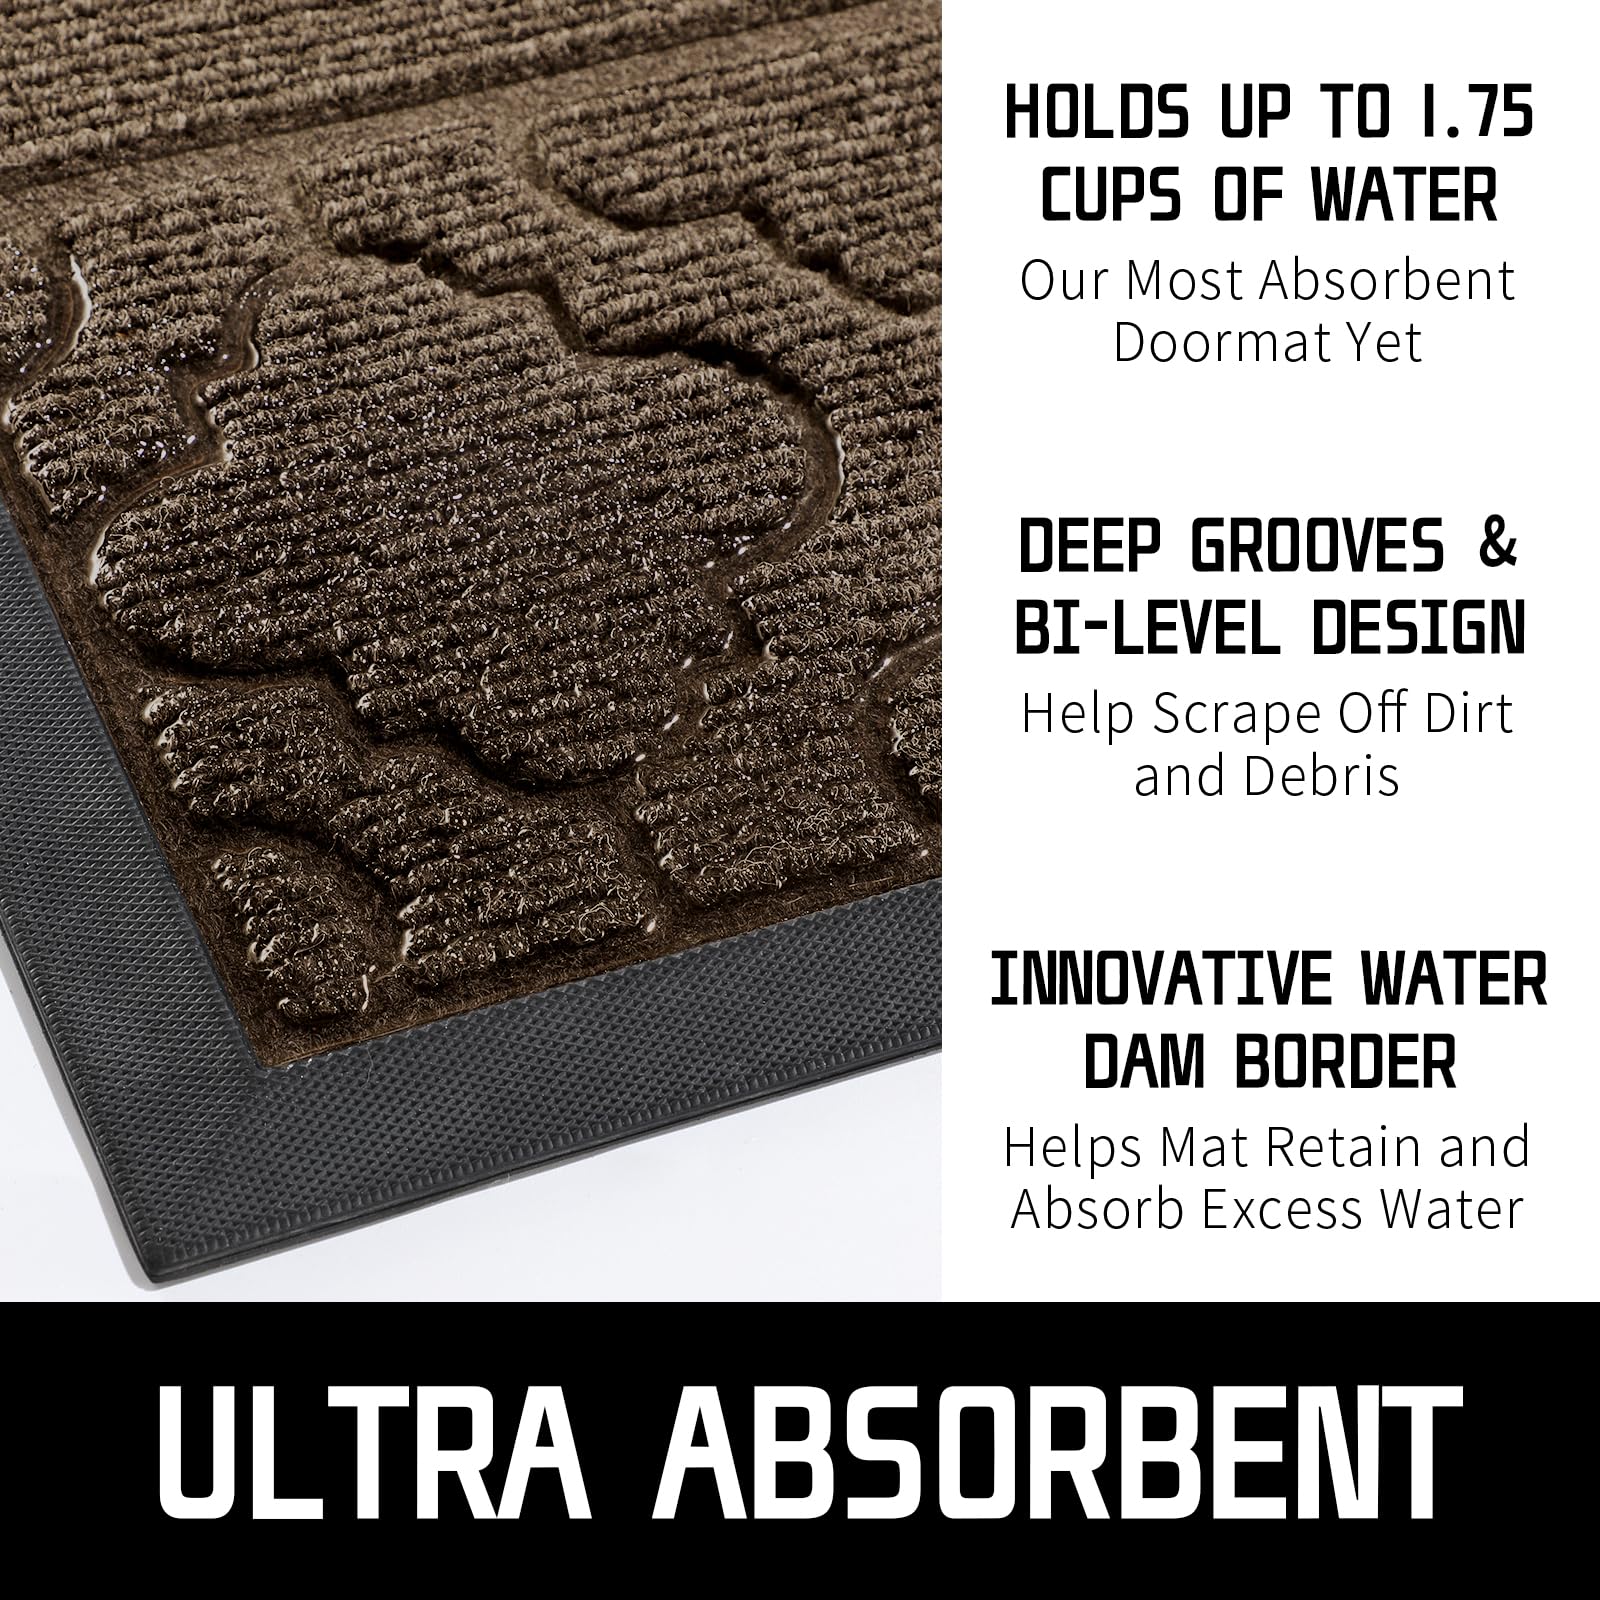 HOLDS UP TO 1.75
CUPS OF WATER
Our Most Absorbent
Doormat Yet
DEEP GROOVES &
BI-LEVEL DESIGN
Help Scrape Off Dirt
and Debris
INNOVATIVE WATER
DAM BORDER
Helps Mat Retain and
Absorb Excess Water
ULTRA ABSORBENT